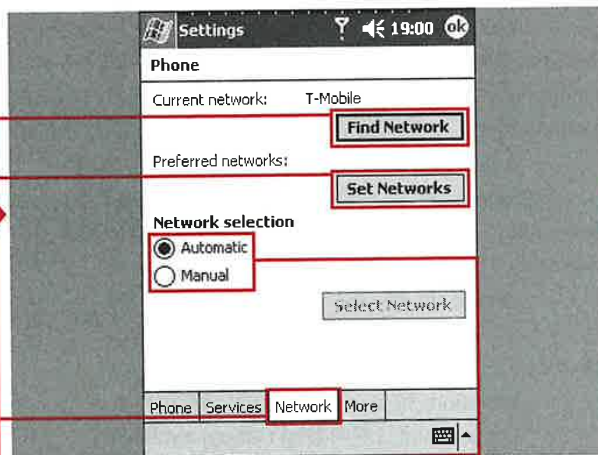 Settings 19:00 ok
Phone
Current network: T-Mobile
Find Network
Preferred networks:
Set Networks
Network selection
Automatic
Manual
Select Network
Phone Services Network More